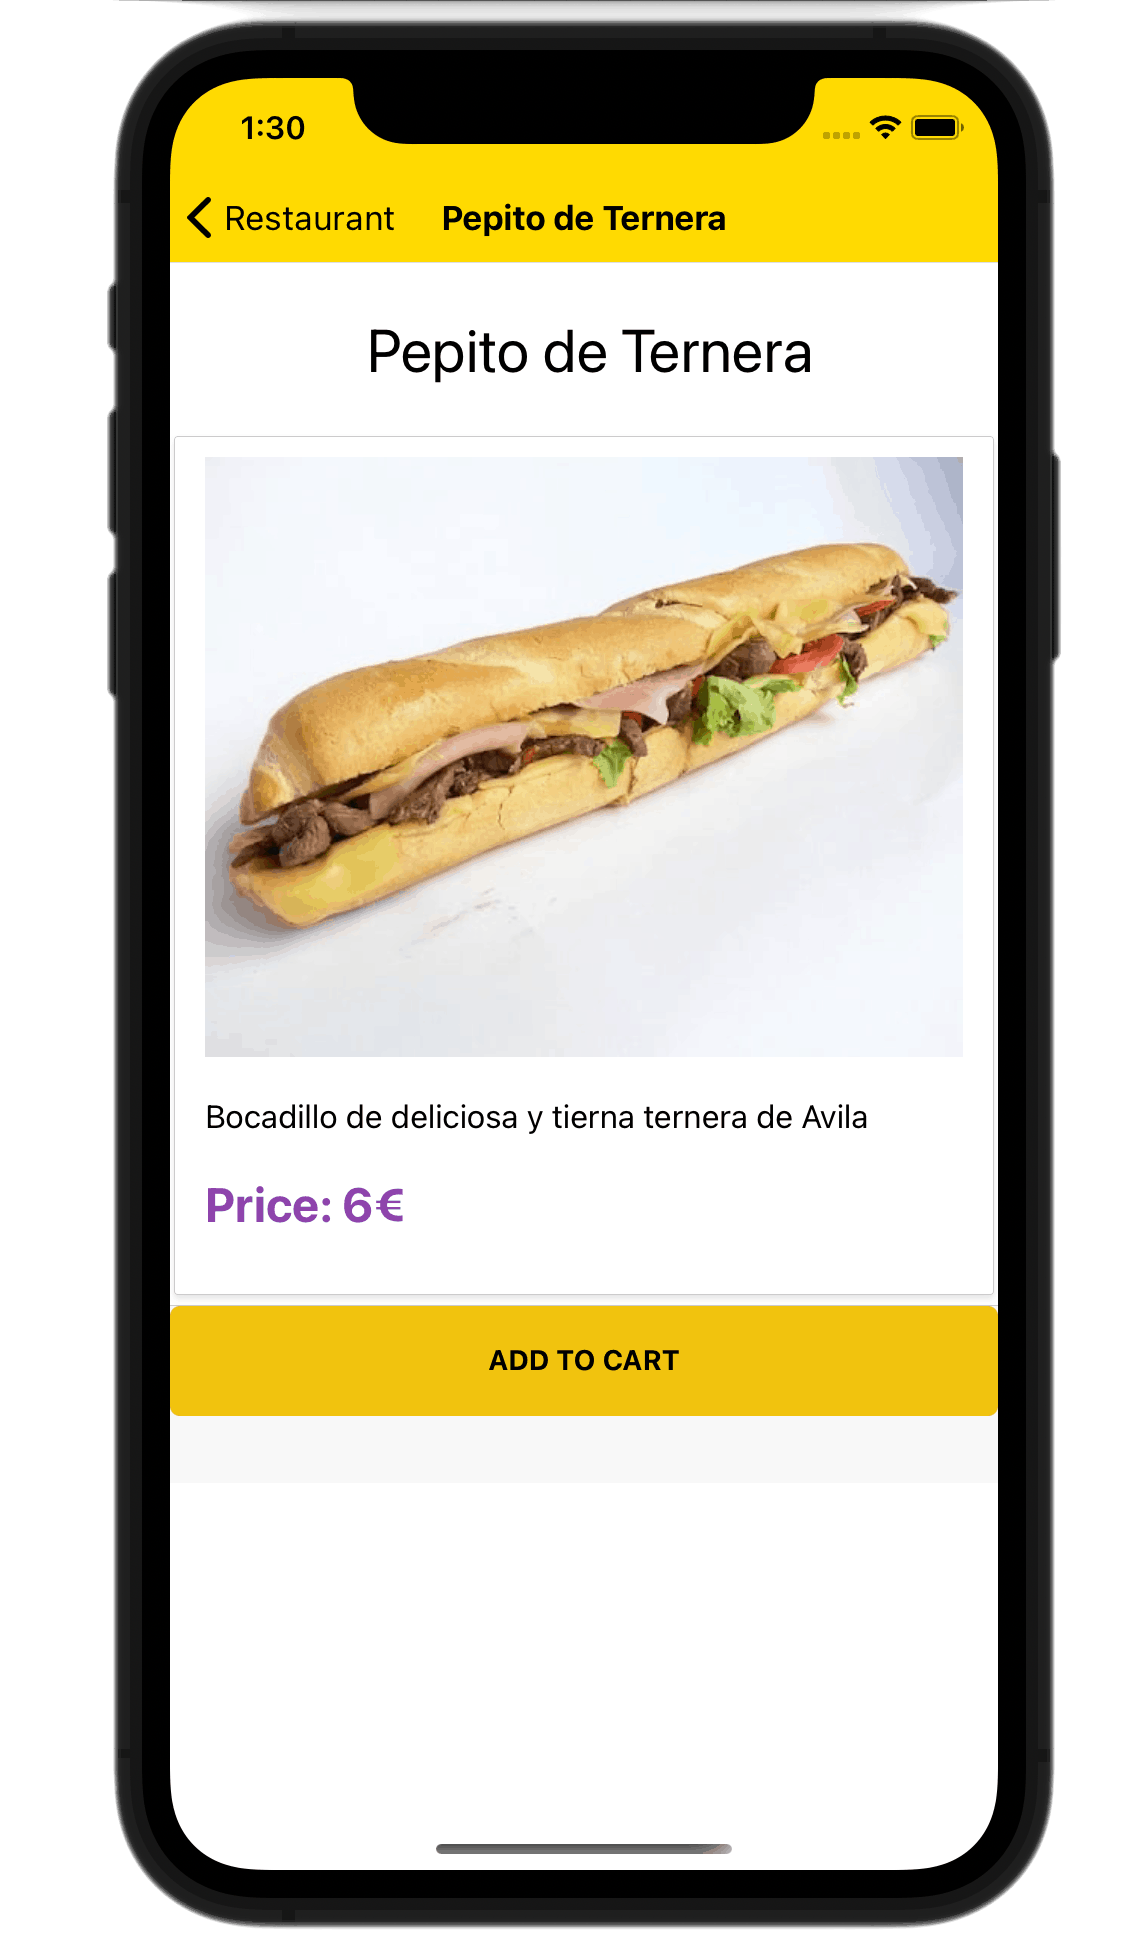 1:30
Restaurant Pepito de Ternera
Pepito de Ternera
Bocadillo de deliciosa y tierna ternera de Avila
Price: 6€
ADD TO CART